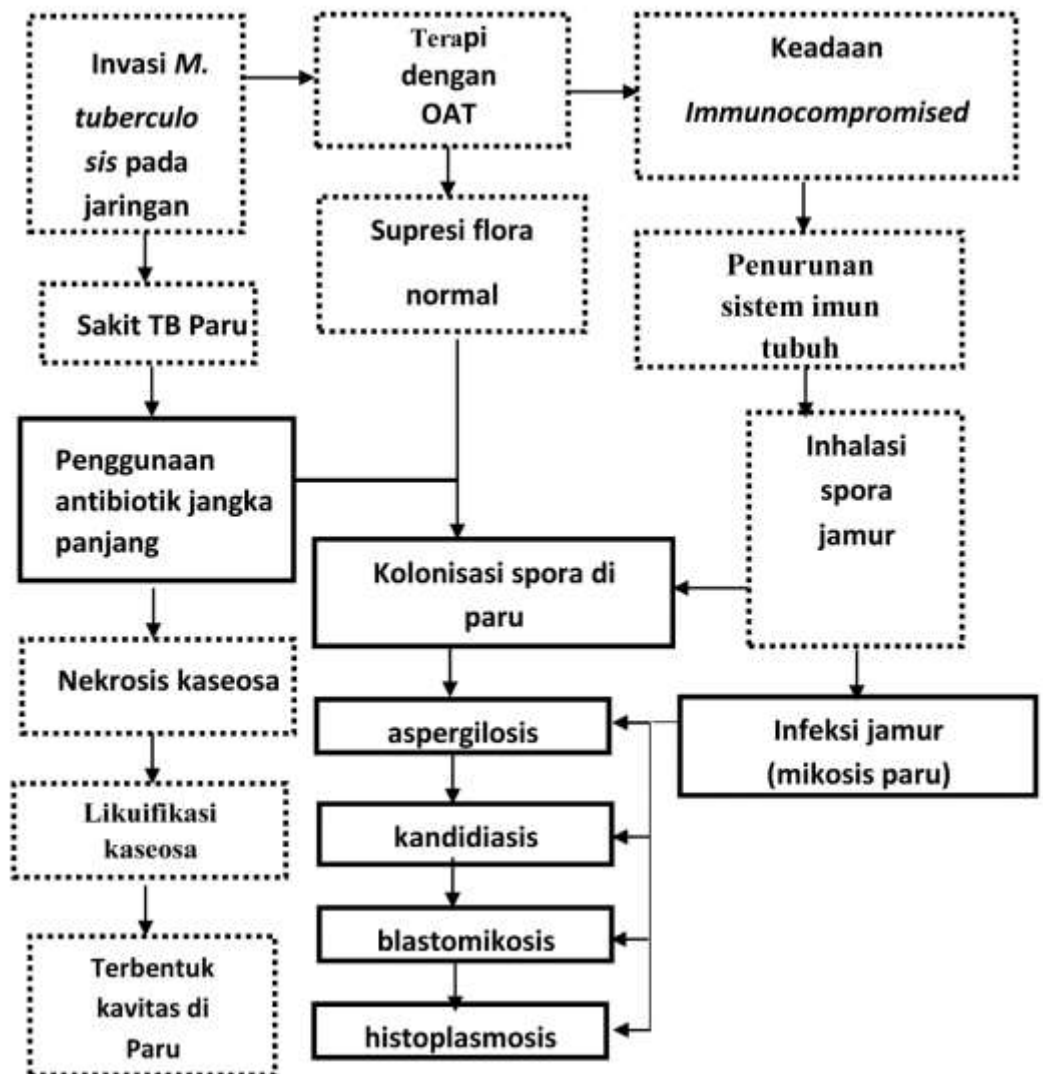 Invasi M.
tuberculo
sis pada
jaringan
Terapi
dengan
OAT
Keadaan
Immunocompromised
Supresi flora
normal
Penurunan
sistem imun
tubuh
Sakit TB Paru
Penggunaan
antibiotik jangka
panjang
Inhalasi
spora
jamur
Kolonisasi spora di
paru
Nekrosis kaseosa
aspergilosis
Infeksi jamur
(mikosis paru)
Likuifikasi
kaseosa
kandidiasis
blastomikosis
Terbentuk
kavitas di
Paru
histoplasmosis